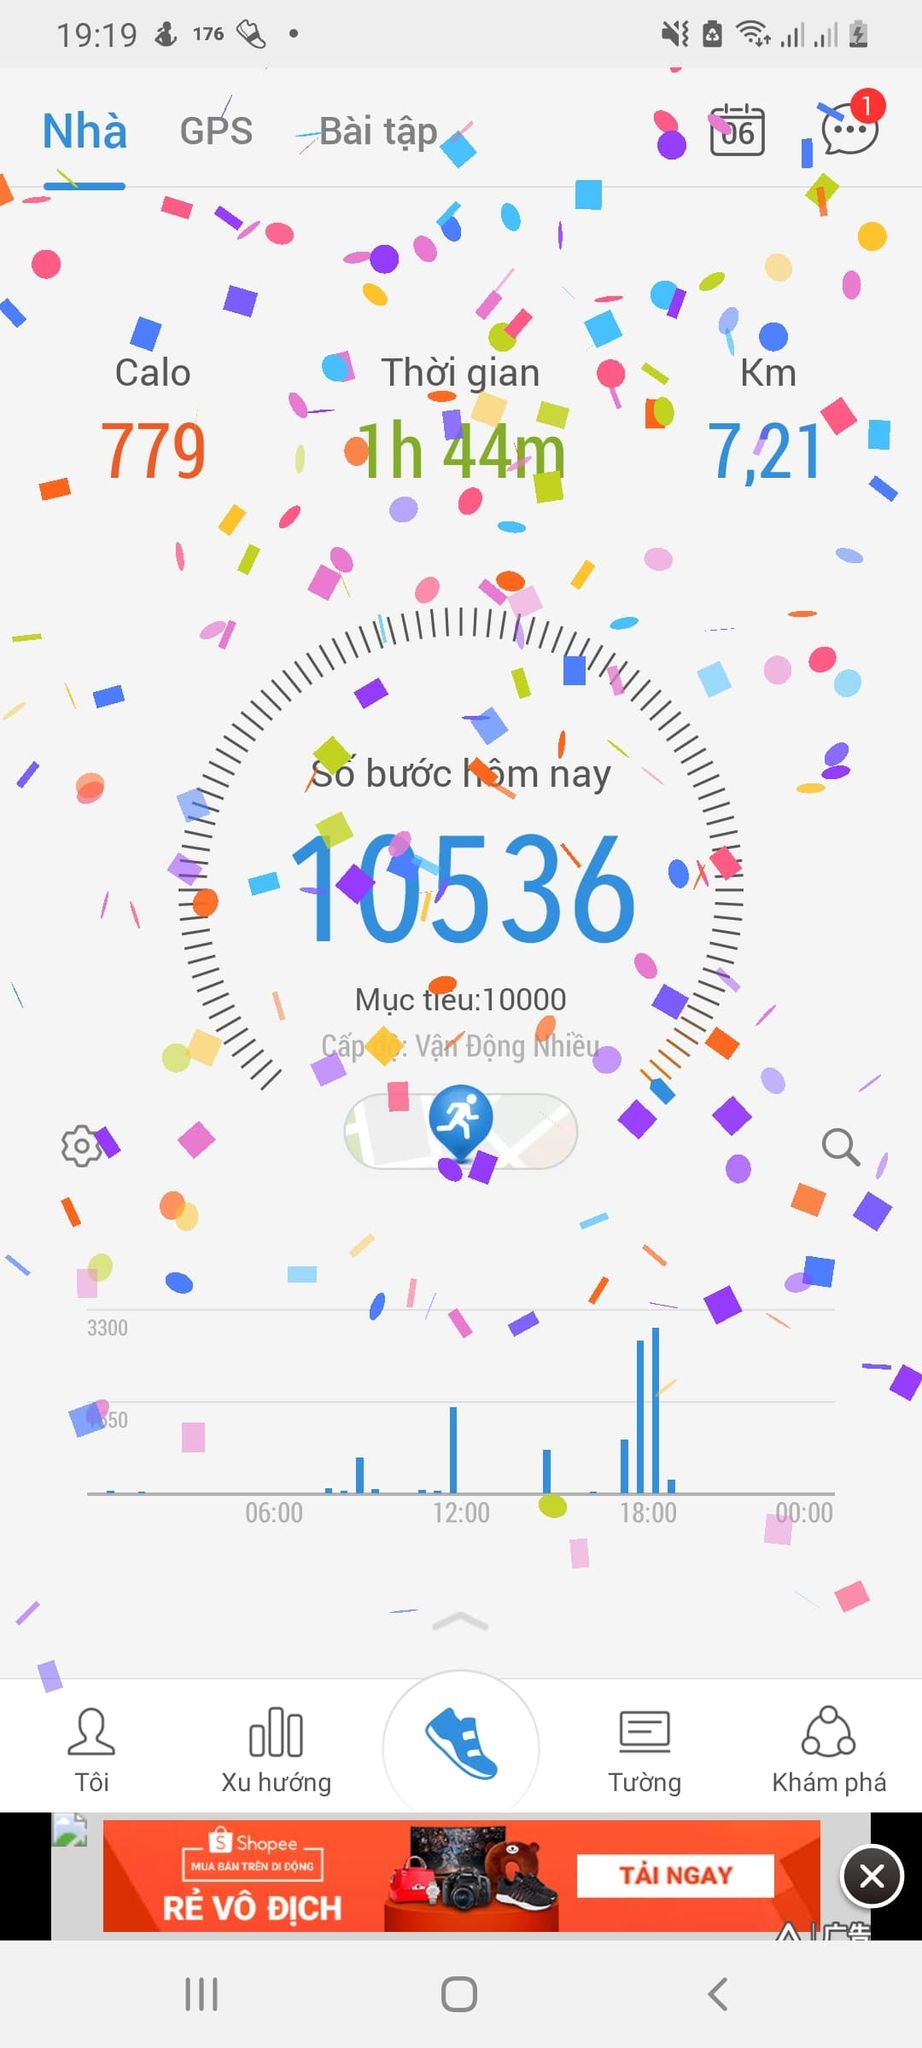 19:19 176
Nhà GPS Bài tập 06 1
Calo Thời gian Km
779 1h 44m 7,21
Số bước hôm nay
10536
Mục tiêu:10000
Cấp độ: Vận Động Nhiều
3300
1650
06:00 12:00 18:00 00:00
Tôi Xu hướng Tường Khám phá
Shopee
MUA BÁN TRÊN DI ĐỘNG
RẺ VÔ ĐỊCH
TẢI NGAY
广告